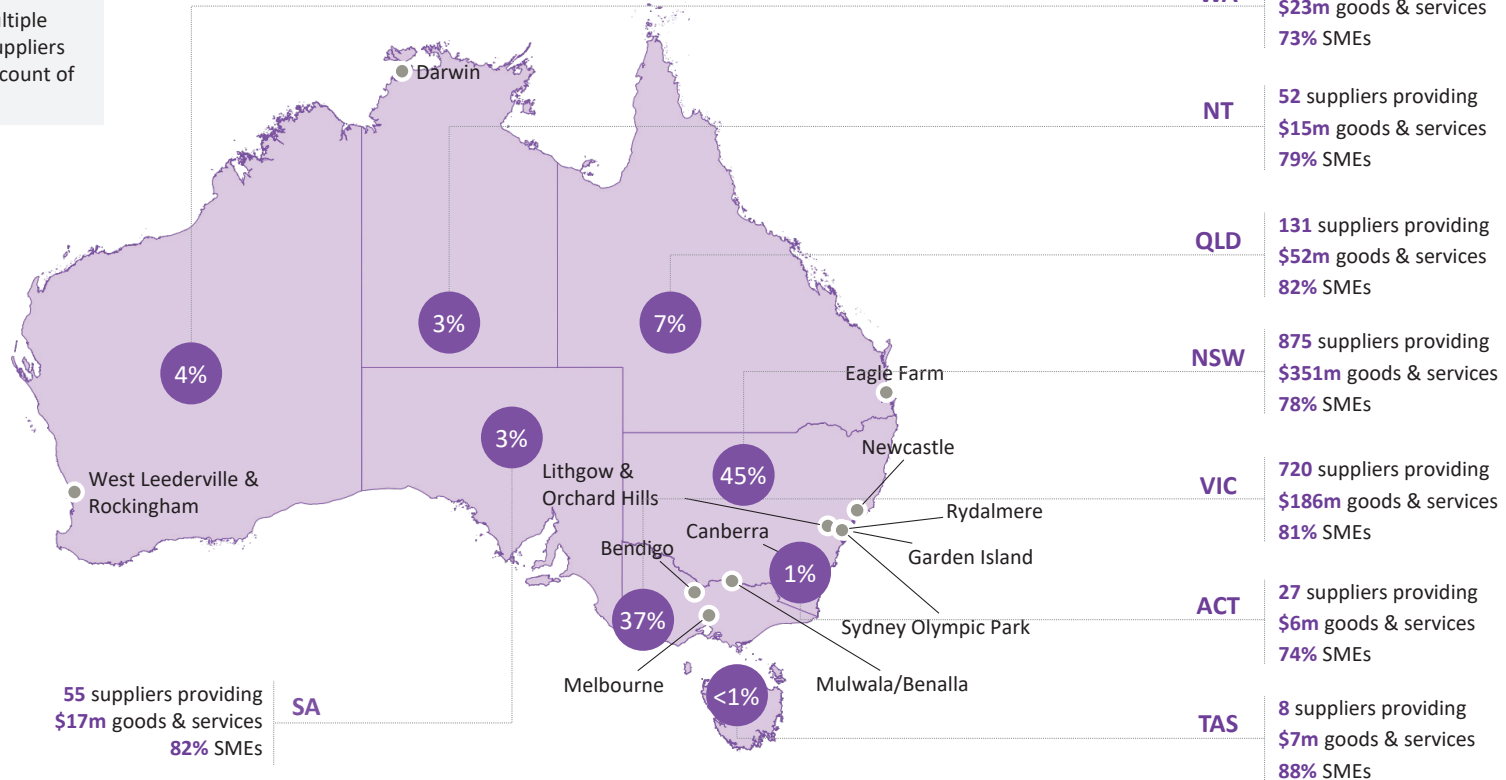 ultiple
uppliers
count of
WA
$23m goods & services
73% SMEs
Darwin
NT
52 suppliers providing
$15m goods & services
79% SMEs
QLD
131 suppliers providing
$52m goods & services
82% SMEs
3%
7%
4%
NSW
875 suppliers providing
$351m goods & services
78% SMEs
Eagle Farm
3%
45%
Newcastle
Lithgow &
Orchard Hills
West Leederville &
Rockingham
VIC
720 suppliers providing
$186m goods & services
81% SMEs
Rydalmere
Canberra
Bendigo
Garden Island
1%
37%
ACT
27 suppliers providing
$6m goods & services
74% SMEs
Sydney Olympic Park
Melbourne
Mulwala/Benalla
<1%
SA
55 suppliers providing
$17m goods & services
82% SMEs
TAS
8 suppliers providing
$7m goods & services
88% SMEs